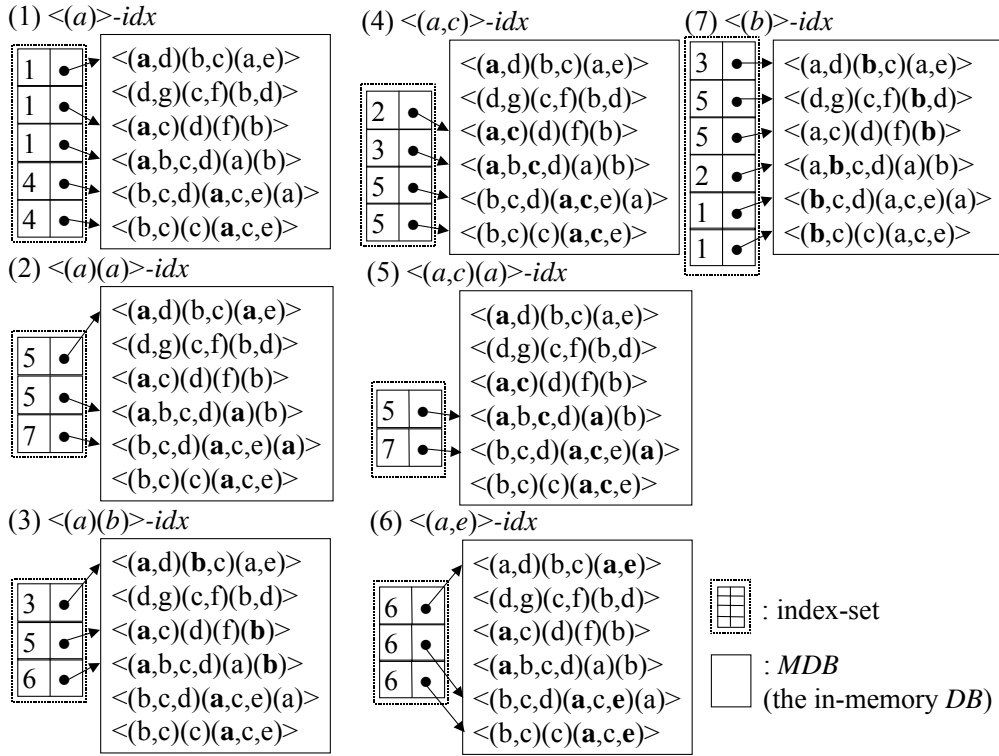 (1) <(a)>-idx
1
1
1
4
4
<(a,d)(b,c)(a,e)>
<(d,g)(c,f)(b,d)>
<(a,c)(d)(f)(b)>
<(a,b,c,d)(a)(b)>
<(b,c,d)(a,c,e)(a)>
<(b,c)(c)(a,c,e)>
(2) <(a)(a)>-idx
5
5
7
<(a,d)(b,c)(a,e)>
<(d,g)(c,f)(b,d)>
<(a,c)(d)(f)(b)>
<(a,b,c,d)(a)(b)>
<(b,c,d)(a,c,e)(a)>
<(b,c)(c)(a,c,e)>
(3) <(a)(b)>-idx
3
5
6
<(a,d)(b,c)(a,e)>
<(d,g)(c,f)(b,d)>
<(a,c)(d)(f)(b)>
<(a,b,c,d)(a)(b)>
<(b,c,d)(a,c,e)(a)>
<(b,c)(c)(a,c,e)>
(4) <(a,c)>-idx
2
3
5
5
<(a,d)(b,c)(a,e)>
<(d,g)(c,f)(b,d)>
<(a,c)(d)(f)(b)>
<(a,b,c,d)(a)(b)>
<(b,c,d)(a,c,e)(a)>
<(b,c)(c)(a,c,e)>
(5) <(a,c)(a)>-idx
5
7
<(a,d)(b,c)(a,e)>
<(d,g)(c,f)(b,d)>
<(a,c)(d)(f)(b)>
<(a,b,c,d)(a)(b)>
<(b,c,d)(a,c,e)(a)>
<(b,c)(c)(a,c,e)>
(6) <(a,e)>-idx
6
6
6
<(a,d)(b,c)(a,e)>
<(d,g)(c,f)(b,d)>
<(a,c)(d)(f)(b)>
<(a,b,c,d)(a)(b)>
<(b,c,d)(a,c,e)(a)>
<(b,c)(c)(a,c,e)>
(7) <(b)>-idx
3
5
5
2
1
1
<(a,d)(b,c)(a,e)>
<(d,g)(c,f)(b,d)>
<(a,c)(d)(f)(b)>
<(a,b,c,d)(a)(b)>
<(b,c,d)(a,c,e)(a)>
<(b,c)(c)(a,c,e)>
: index-set
: MDB
(the in-memory DB)